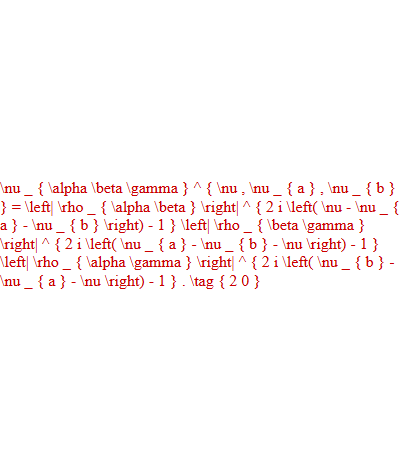 \nu _ { \alpha \beta \gamma } ^ { \nu , \nu _ { a } , \nu _ { b }
} = \left| \rho _ { \alpha \beta } \right| ^ { 2 i \left( \nu - \nu _ {
a } - \nu _ { b } \right) - 1 } \left| \rho _ { \beta \gamma }
\right| ^ { 2 i \left( \nu _ { a } - \nu _ { b } - \nu \right) - 1 }
\left| \rho _ { \alpha \gamma } \right| ^ { 2 i \left( \nu _ { b } -
\nu _ { a } - \nu \right) - 1 } . \tag { 2 0 }